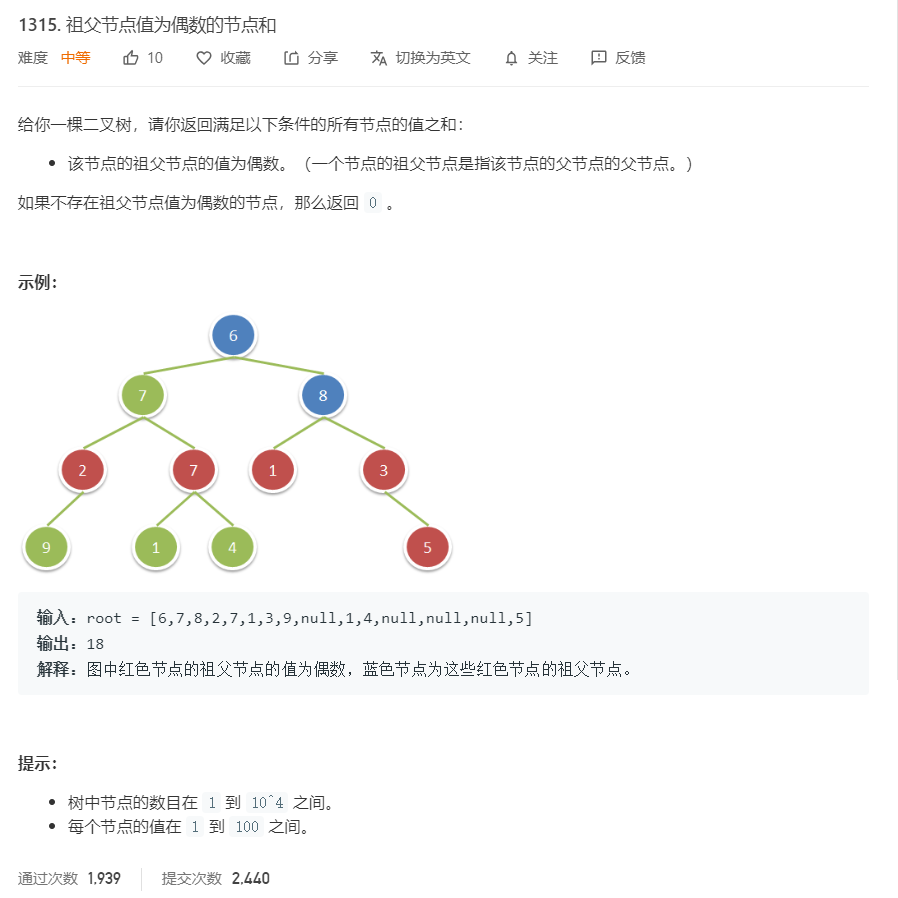 1315. 祖父节点值为偶数的节点和
难度 中等 10 收藏 分享 切换为英文 关注 反馈
给你一棵二叉树，请你返回满足以下条件的所有节点的值之和：
• 该节点的祖父节点的值为偶数。（一个节点的祖父节点是指该节点的父节点的父节点。）
如果不存在祖父节点值为偶数的节点，那么返回 0 。
示例：
6
7 8
2 7 1 3
9 1 4 5
输入：root = [6,7,8,2,7,1,3,9,null,1,4,null,null,null,5]
输出：18
解释：图中红色节点的祖父节点的值为偶数，蓝色节点为这些红色节点的祖父节点。
提示：
• 树中节点的数目在 1 到 10^4 之间。
• 每个节点的值在 1 到 100 之间。
通过次数 1,939 提交次数 2,440